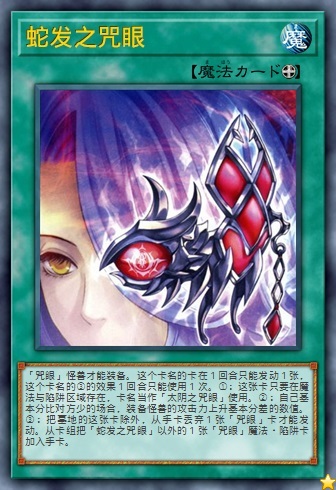 蛇发之咒眼
魔
【魔法カード】
「咒眼」怪兽才能装备。这个卡名的卡在1回合只能发动1张，
这个卡名的②的效果1回合只能使用1次。①：这张卡只要在魔
法与陷阱区域存在，卡名当作「太阴之咒眼」使用。②：自己基
本分比对方少的场合，装备怪兽的攻击力上升基本分差的数值。
②：把墓地的这张卡除外，从手卡丢弃1张「咒眼」卡才能发
动。从卡组把「蛇发之咒眼」以外的1张「咒眼」魔法·陷阱卡
加入手卡。